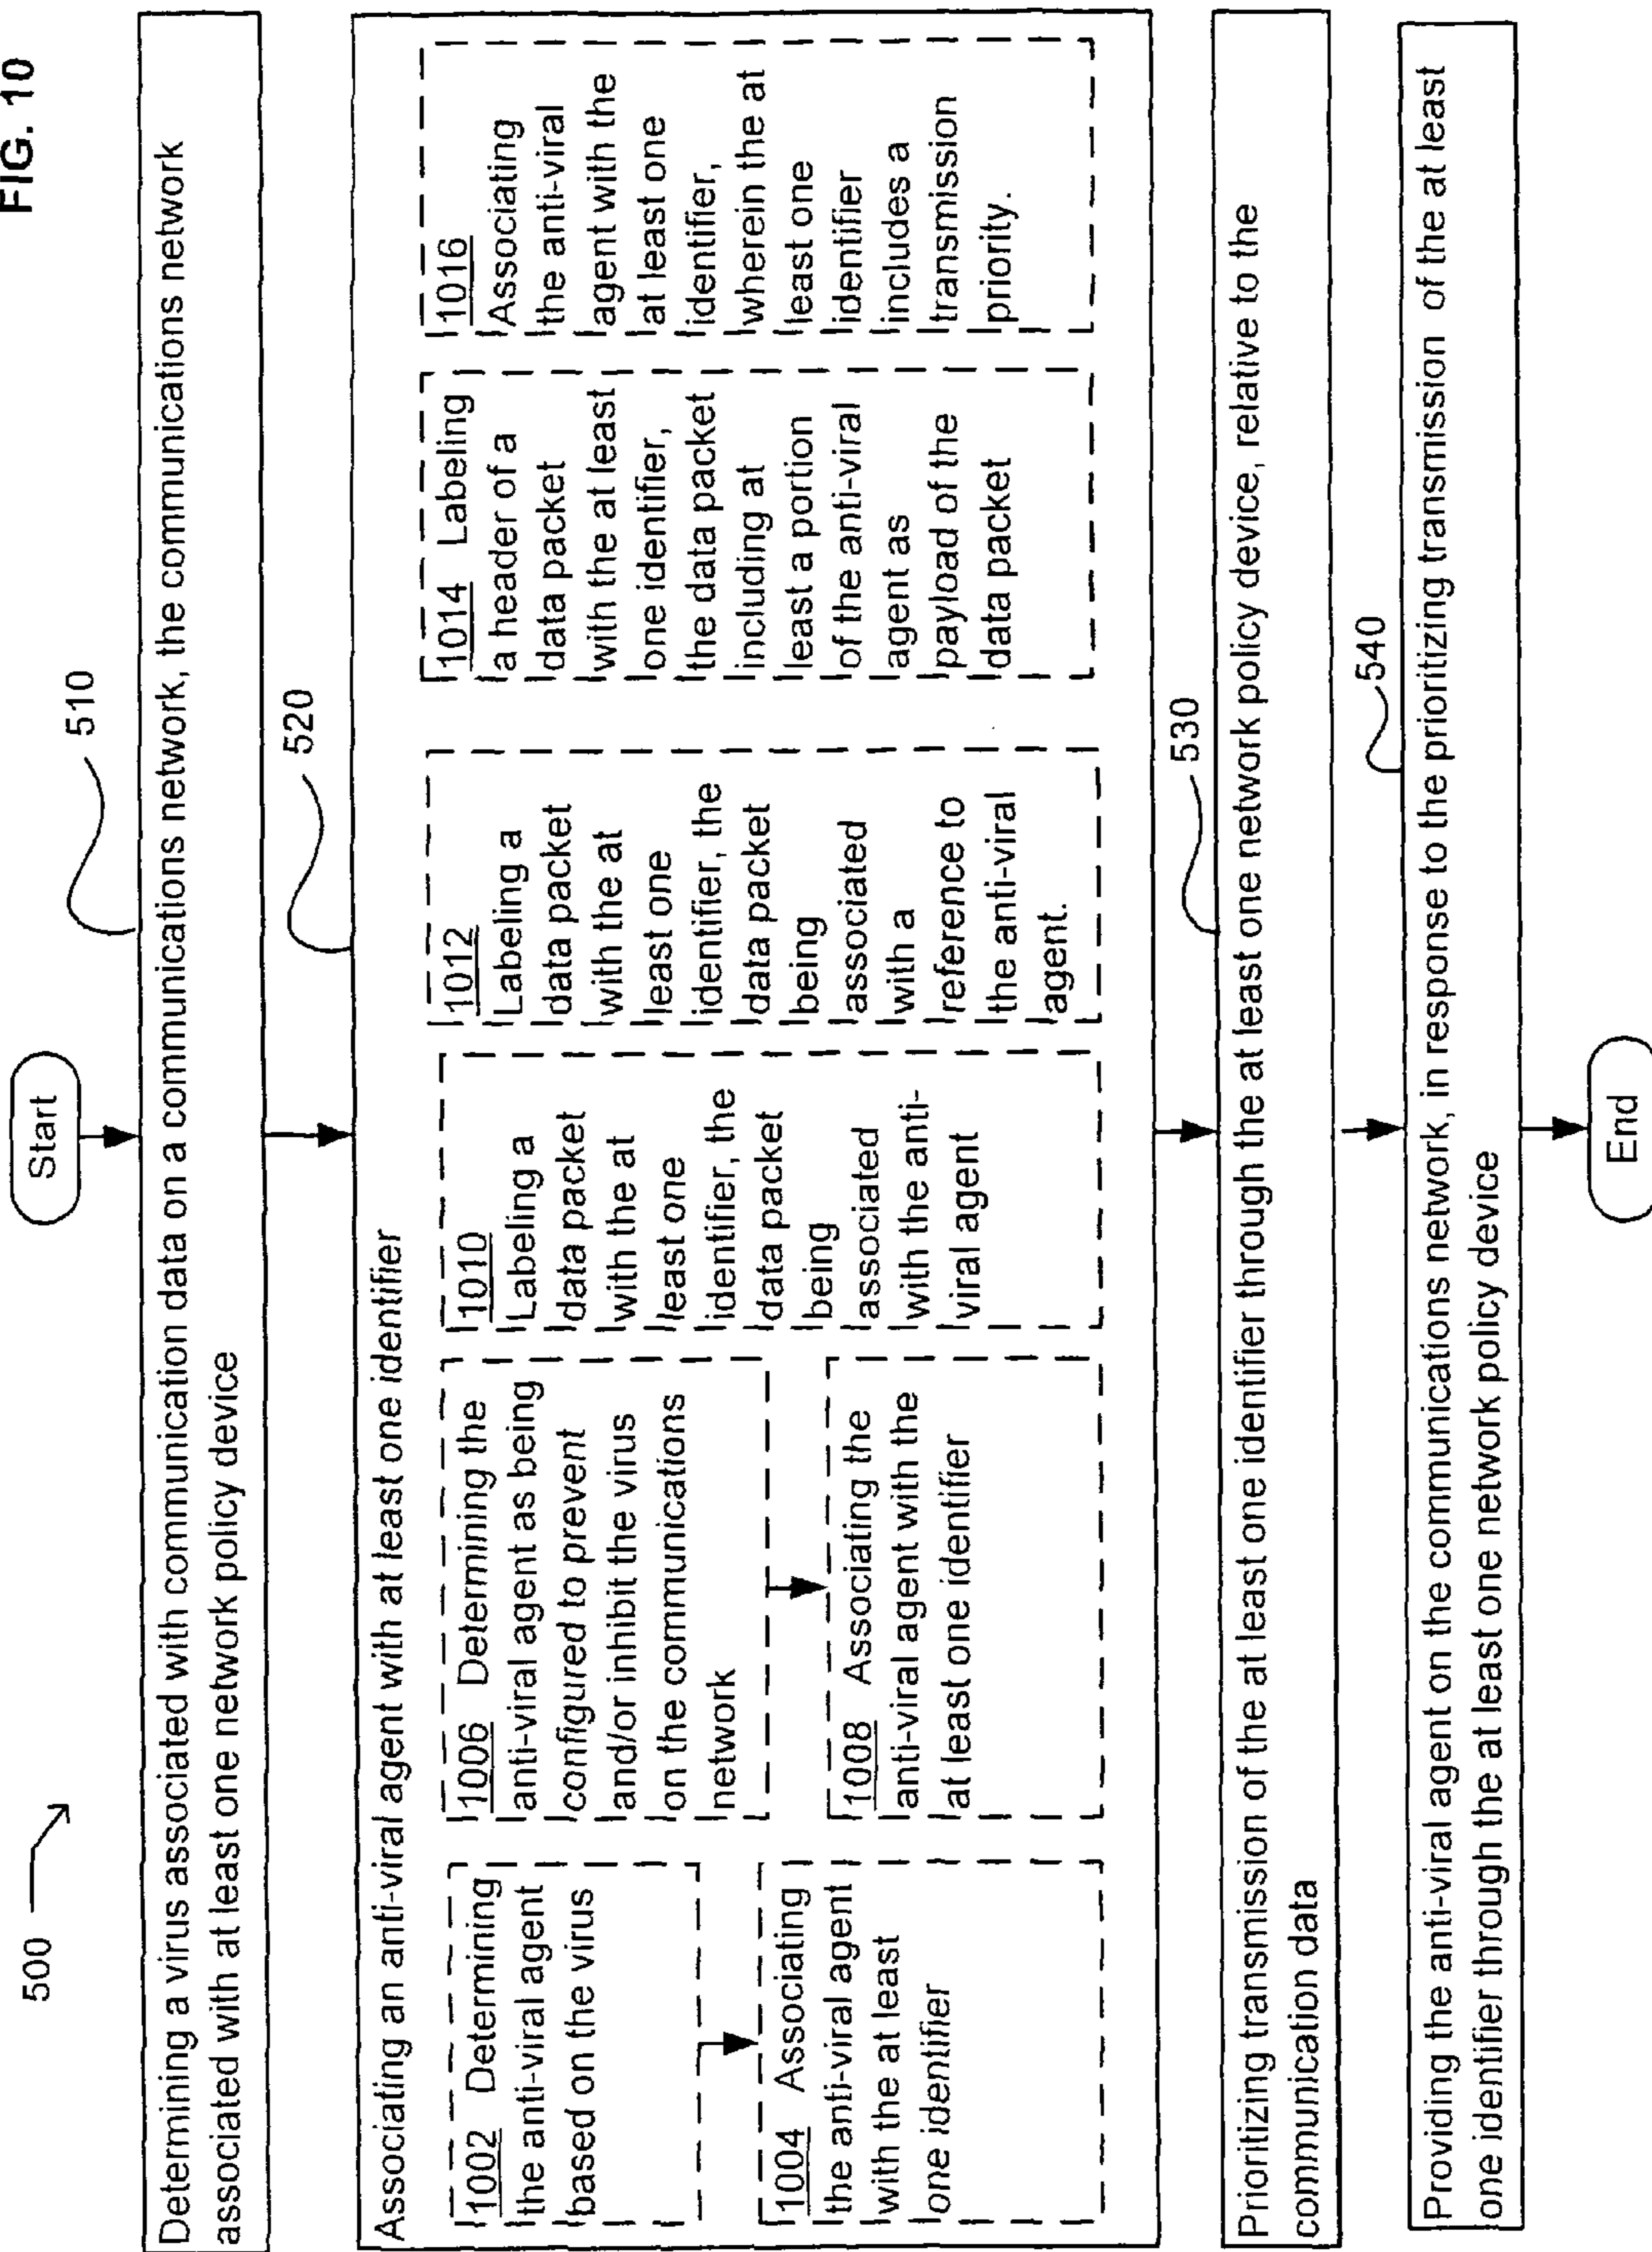 FIG. 10
500
Start
510
Determining a virus associated with communication data on a communications network, the communications network
associated with at least one network policy device
520
Associating an anti-viral agent with at least one identifier
1002 Determining
the anti-viral agent
based on the virus
1004 Associating
the anti-viral agent
with the at least
one identifier
1006 Determining the
anti-viral agent as being
configured to prevent
and/or inhibit the virus
on the communications
network
1008 Associating the
anti-viral agent with the
at least one identifier
1010
Labeling a
data packet
with the at
least one
identifier, the
data packet
being
associated
with the anti-
viral agent
1012
Labeling a
data packet
with the at
least one
identifier, the
data packet
being
associated
with a
reference to
the anti-viral
agent.
1014 Labeling
a header of a
data packet
with the at least
one identifier,
the data packet
including at
least a portion
of the anti-viral
agent as
payload of the
data packet
1016
Associating
the anti-viral
agent with the
at least one
identifier,
wherein the at
least one
identifier
includes a
transmission
priority.
530
Prioritizing transmission of the at least one identifier through the at least one network policy device, relative to the
communication data
540
Providing the anti-viral agent on the communications network, in response to the prioritizing transmission of the at least
one identifier through the at least one network policy device
End